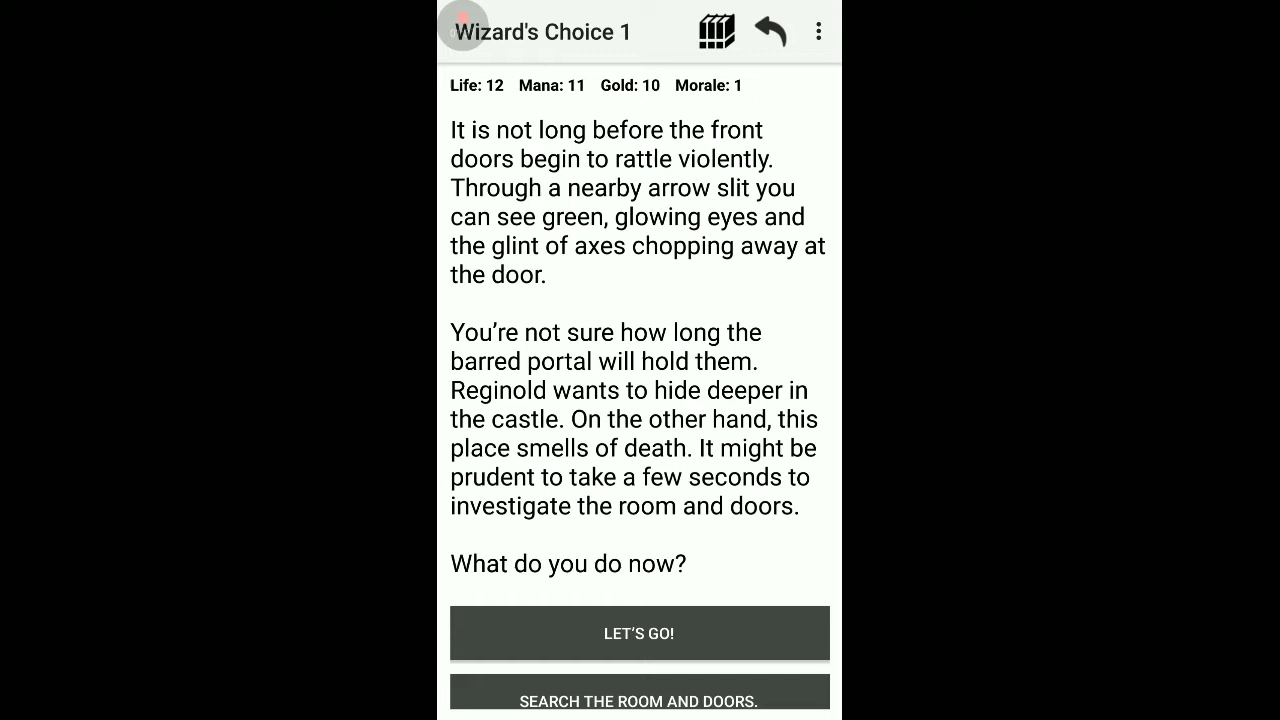 Wizard's Choice 1
Life: 12 Mana: 11 Gold: 10 Morale: 1
It is not long before the front
doors begin to rattle violently.
Through a nearby arrow slit you
can see green, glowing eyes and
the glint of axes chopping away at
the door.
You’re not sure how long the
barred portal will hold them.
Reginold wants to hide deeper in
the castle. On the other hand, this
place smells of death. It might be
prudent to take a few seconds to
investigate the room and doors.
What do you do now?
LET’S GO!
SEARCH THE ROOM AND DOORS.